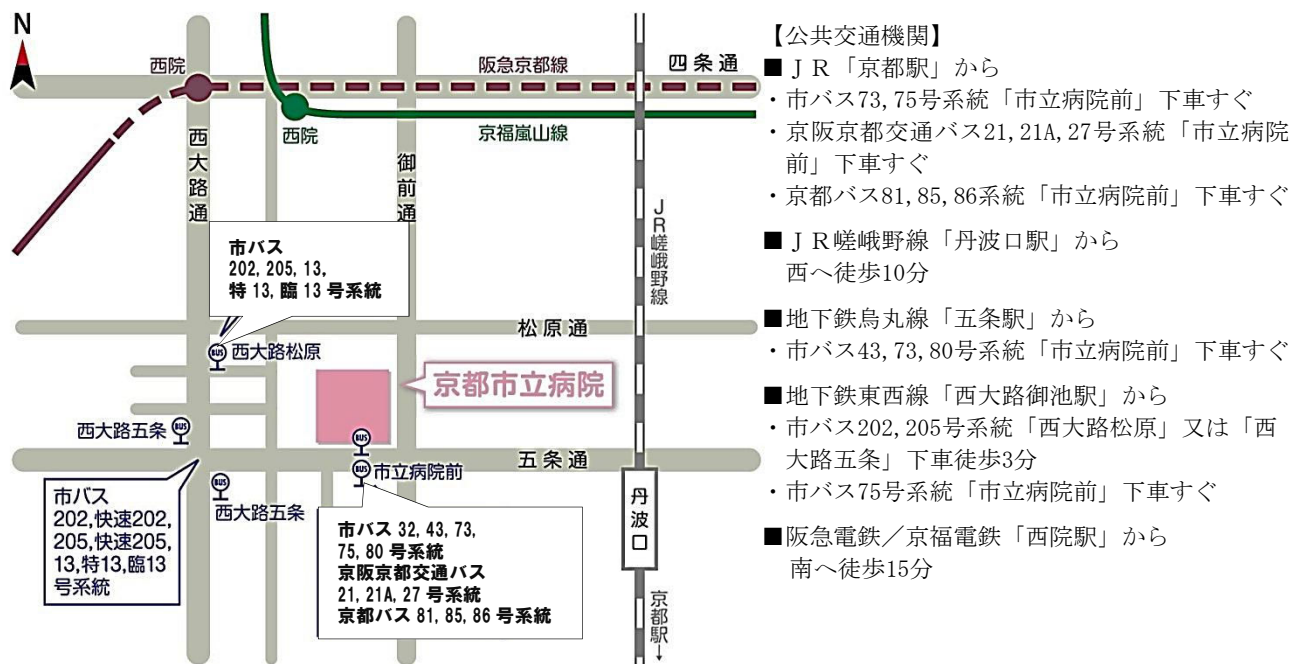 N
西院
阪急京都線
四条通
西院
京福嵐山線
西大路通
御前通
JR嵯峨野線
市バス
202, 205, 13,
特 13, 臨 13 号系統
松原通
BUS 西大路松原
京都市立病院
西大路五条 BUS
BUS
五条通
BUS 市立病院前
BUS
西大路五条
市バス
202,快速202,
205,快速205,
13,特13,臨13
号系統
市バス 32, 43, 73,
75, 80 号系統
京阪京都交通バス
21, 21A, 27 号系統
京都バス 81, 85, 86 号系統
丹波口
京都駅→
【公共交通機関】
■ＪＲ「京都駅」から
・市バス73,75号系統「市立病院前」下車すぐ
・京阪京都交通バス21,21A,27号系統「市立病院
前」下車すぐ
・京都バス81,85,86系統「市立病院前」下車すぐ
■ＪＲ嵯峨野線「丹波口駅」から
西へ徒歩10分
■地下鉄烏丸線「五条駅」から
・市バス43,73,80号系統「市立病院前」下車すぐ
■地下鉄東西線「西大路御池駅」から
・市バス202,205号系統「西大路松原」又は「西
大路五条」下車徒歩3分
・市バス75号系統「市立病院前」下車すぐ
■阪急電鉄／京福電鉄「西院駅」から
南へ徒歩15分